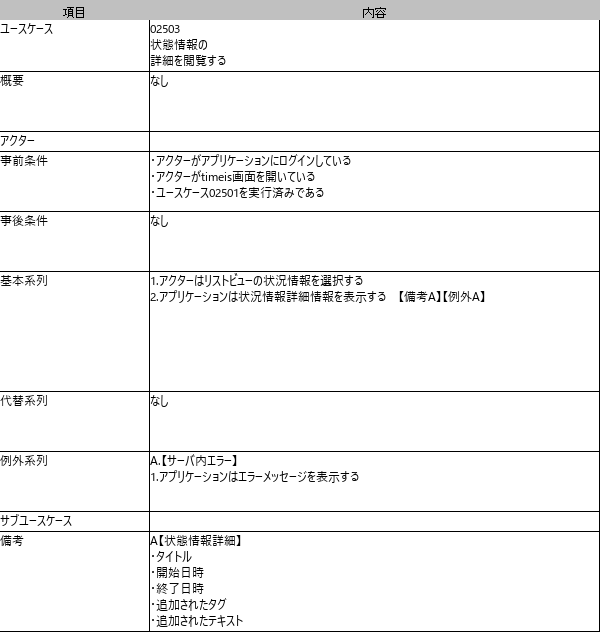 項目 内容
ユースケース 02503
状態情報の
詳細を閲覧する
概要 なし
アクター
事前条件 ・アクターがアプリケーションにログインしている
・アクターがtimeis画面を開いている
・ユースケース02501を実行済みである
事後条件 なし
基本系列 1.アクターはリストビューの状況情報を選択する
2.アプリケーションは状況情報詳細情報を表示する 【備考A】【例外A】
代替系列 なし
例外系列 A.【サーバ内エラー】
1.アプリケーションはエラーメッセージを表示する
サブユースケース
備考 A【状態情報詳細】
・タイトル
・開始日時
・終了日時
・追加されたタグ
・追加されたテキスト